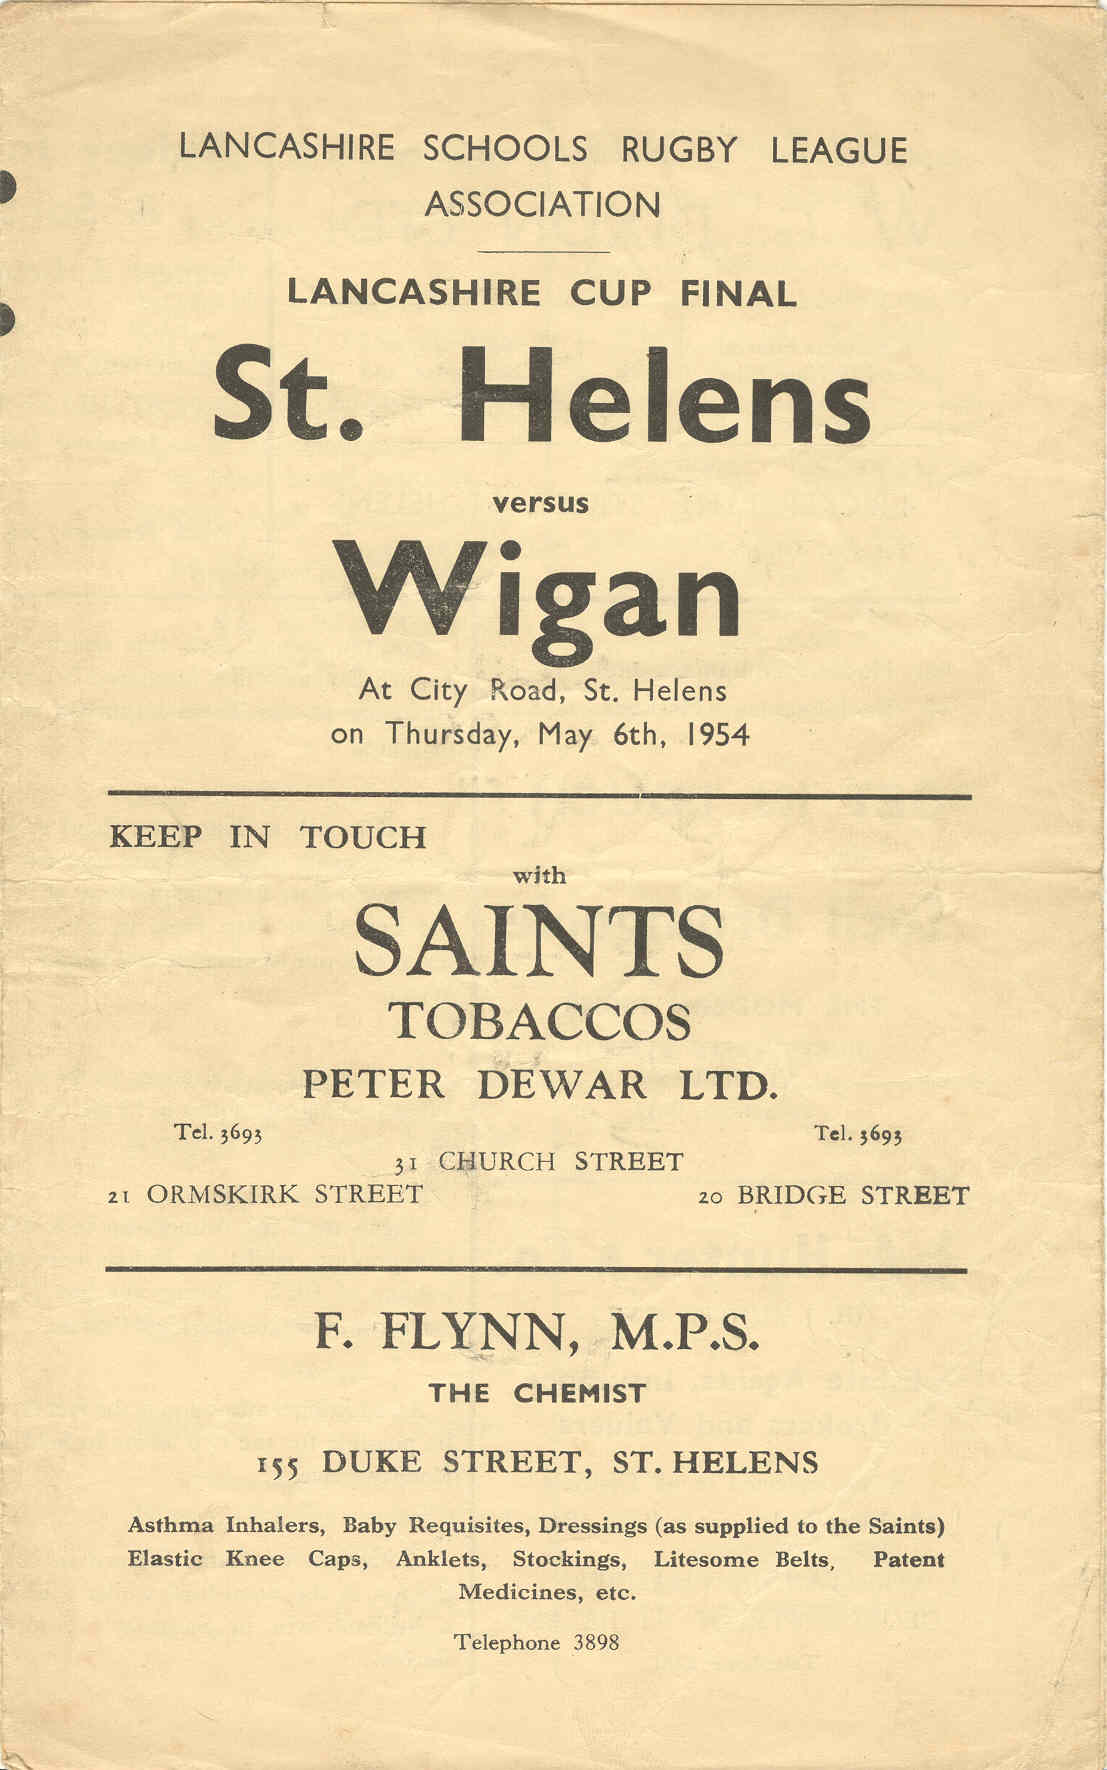 LANCASHIRE SCHOOLS RUGBY LEAGUE
ASSOCIATION
LANCASHIRE CUP FINAL
St. Helens
versus
Wigan
At City Road, St. Helens
on Thursday, May 6th, 1954
KEEP IN TOUCH
with
SAINTS
TOBACCOS
PETER DEWAR LTD.
Tel. 3693 Tel. 3693
31 CHURCH STREET
21 ORMSKIRK STREET 20 BRIDGE STREET
F. FLYNN, M.P.S.
THE CHEMIST
155 DUKE STREET, ST. HELENS
Asthma Inhalers, Baby Requisites, Dressings (as supplied to the Saints)
Elastic Knee Caps, Anklets, Stockings, Litesome Belts, Patent
Medicines, etc.
Telephone 3898